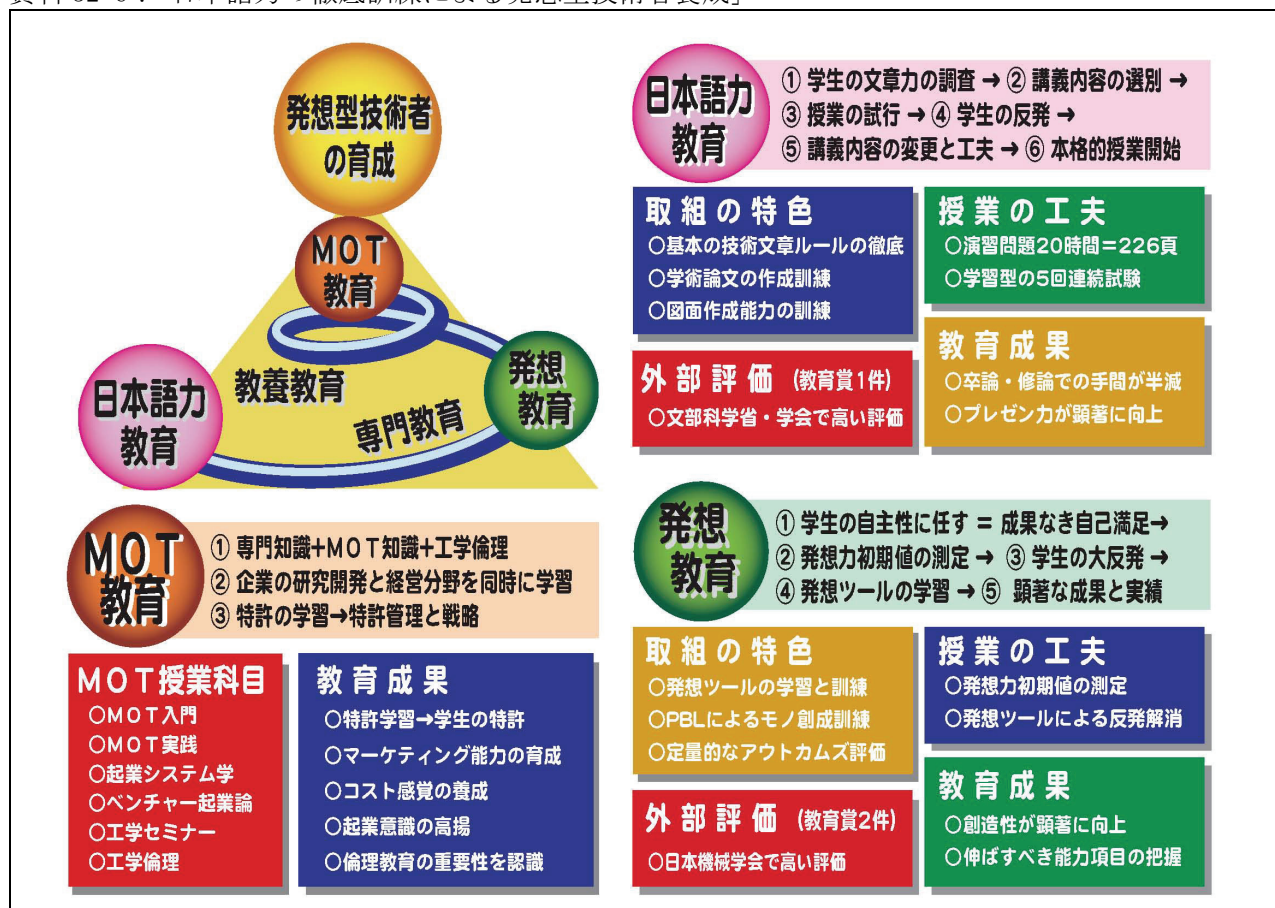 日本語力の徹底訓練による発想型技術者養成」
発想型技術者
の育成
MOT
教育
教養教育
日本語力
教育
専門教育
発想
教育
日本語力
教育
① 学生の文章力の調査 → ② 講義内容の選別 →
③ 授業の試行 → ④ 学生の反発 →
⑤ 講義内容の変更と工夫 → ⑥ 本格的授業開始
取組の特色
○基本の技術文章ルールの徹底
○学術論文の作成訓練
○図面作成能力の訓練
授業の工夫
○演習問題20時間=226頁
○学習型の5回連続試験
外部評価 (教育賞1件)
○文部科学省・学会で高い評価
教育成果
○卒論・修論での手間が半減
○プレゼン力が顕著に向上
MOT
教育
① 専門知識+MOT知識+工学倫理
② 企業の研究開発と経営分野を同時に学習
③ 特許の学習→特許管理と戦略
MOT授業科目
○MOT入門
○MOT実践
○起業システム学
○ベンチャー起業論
○工学セミナー
○工学倫理
教育成果
○特許学習→学生の特許
○マーケティング能力の育成
○コスト感覚の養成
○起業意識の高揚
○倫理教育の重要性を認識
発想
教育
① 学生の自主性に任す = 成果なき自己満足→
② 発想力初期値の測定 → ③ 学生の大反発 →
④ 発想ツールの学習 → ⑤ 顕著な成果と実績
取組の特色
○発想ツールの学習と訓練
○PBLによるモノ創成訓練
○定量的なアウトカムズ評価
授業の工夫
○発想力初期値の測定
○発想ツールによる反発解消
外部評価 (教育賞2件)
○日本機械学会で高い評価
教育成果
○創造性が顕著に向上
○伸ばすべき能力項目の把握